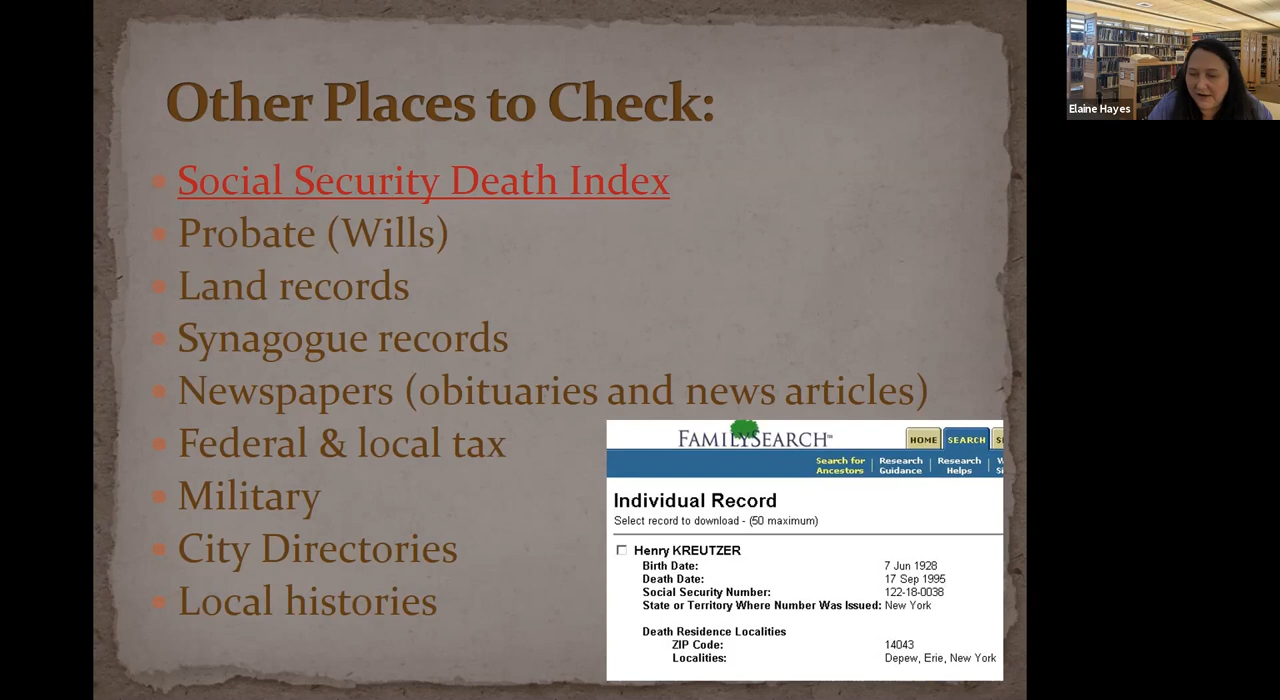 Other Places to Check:
Social Security Death Index
Probate (Wills)
Land records
Synagogue records
Newspapers (obituaries and news articles)
Federal & local tax
Military
City Directories
Local histories
FAMILYSEARCH™
HOME SEARCH
Search for Ancestors Research Guidance Research Helps
Individual Record
Select record to download - (50 maximum)
Henry KREUTZER
Birth Date: 7 Jun 1928
Death Date: 17 Sep 1995
Social Security Number: 122-18-0038
State or Territory Where Number Was Issued: New York
Death Residence Localities
ZIP Code: 14043
Localities: Depew, Erie, New York
Elaine Hayes